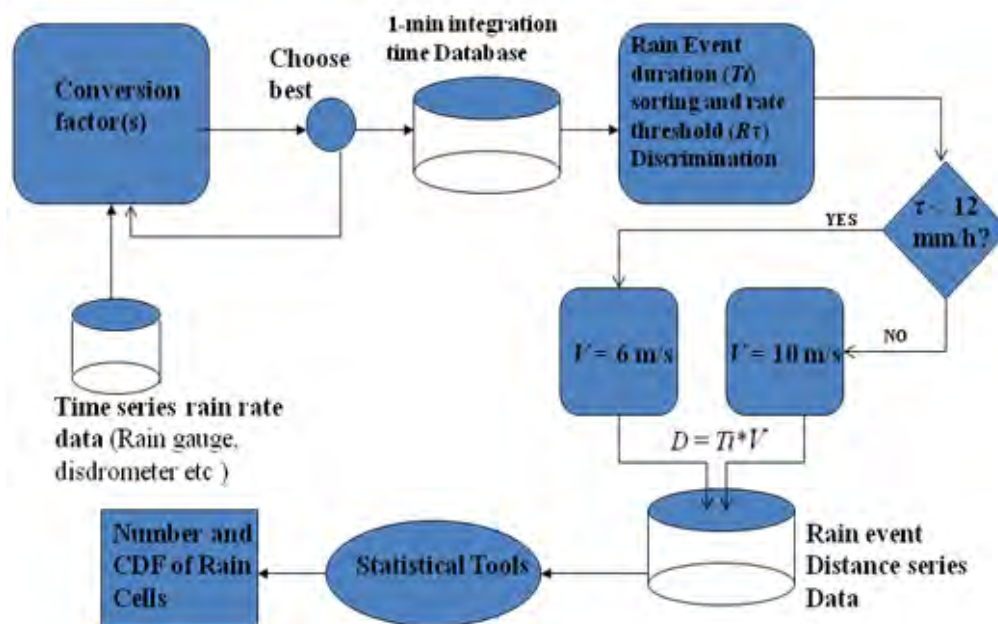 Conversion
factor(s)
Choose
best
1-min integration
time Database
Rain Event
duration (Ti)
sorting and rate
threshold (Rτ)
Discrimination
12
mm/h?
YES
NO
V = 6 m/s
V = 10 m/s
D = Ti*V
Time series rain rate
data (Rain gauge,
disdrometer etc )
Rain event
Distance series
Data
Statistical Tools
Number and
CDF of Rain
Cells